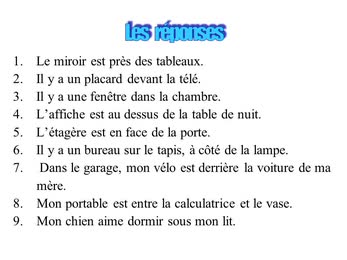 Les réponses
1. Le miroir est près des tableaux.
2. Il y a un placard devant la télé.
3. Il y a une fenêtre dans la chambre.
4. L'affiche est au dessus de la table de nuit.
5. L'étagère est en face de la porte.
6. Il y a un bureau sur le tapis, à côté de la lampe.
7. Dans le garage, mon vélo est derrière la voiture de ma
mère.
8. Mon portable est entre la calculatrice et le vase.
9. Mon chien aime dormir sous mon lit.